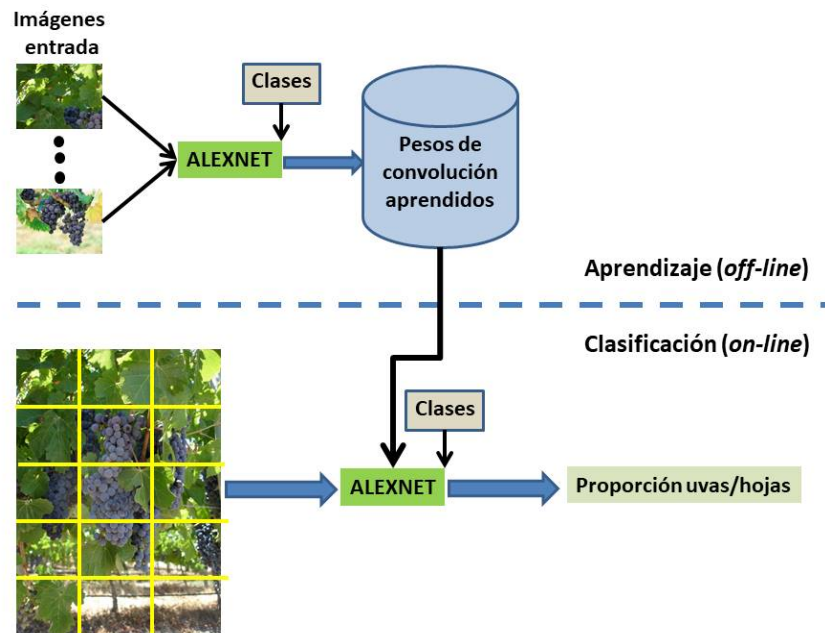 Imágenes
entrada
Clases
ALEXNET
Pesos de
convolución
aprendidos
Aprendizaje (off-line)
Clasificación (on-line)
Clases
ALEXNET
Proporción uvas/hojas